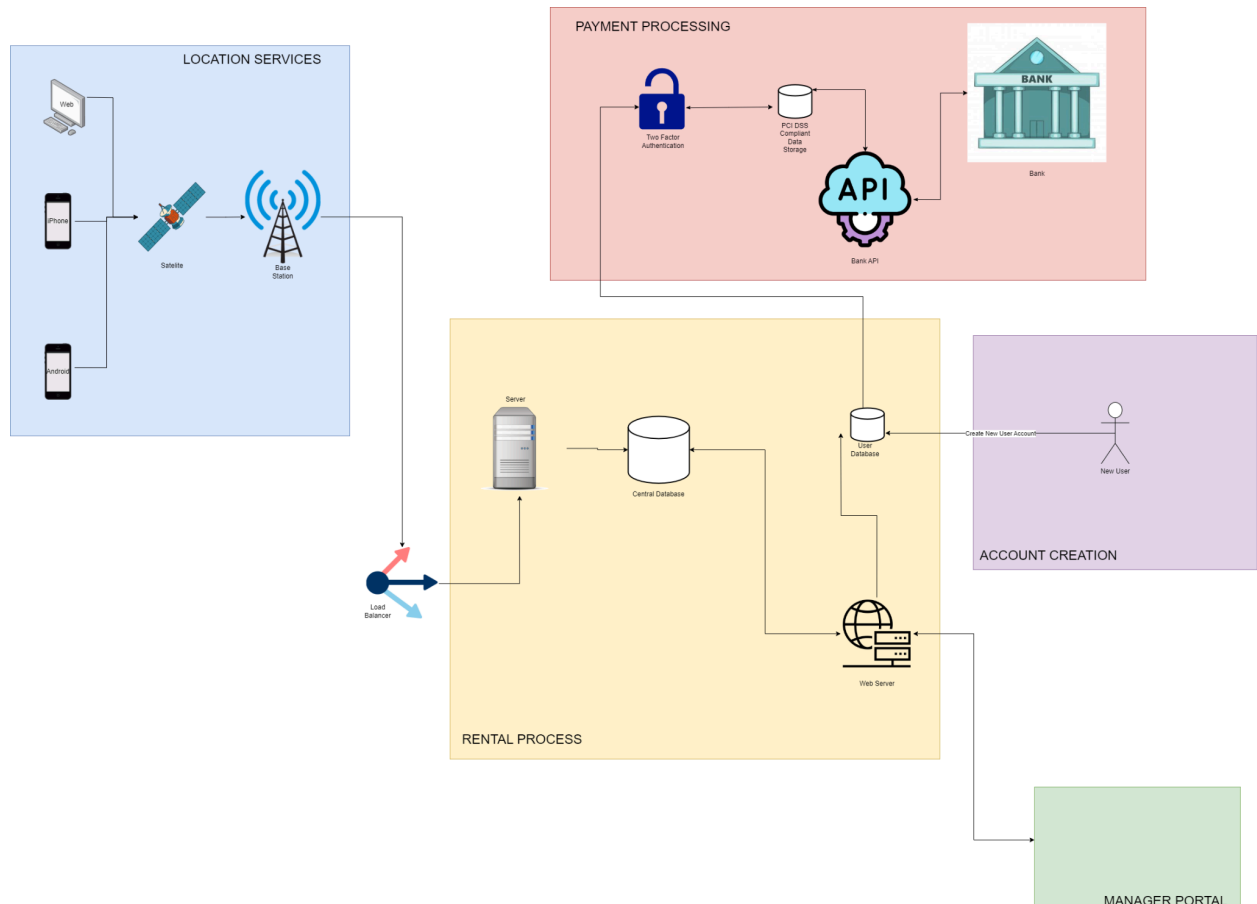 PAYMENT PROCESSING
LOCATION SERVICES
Web
BANK
Two Factor
Authentication
PCI DSS
Compliant
Data
Storage
Bank
API
iPhone
Satelite
Base
Station
Bank API
Android
Server
User
Database
Create New User Account
New User
Central Database
ACCOUNT CREATION
Load
Balancer
Web Server
RENTAL PROCESS
MANAGER PORTAL